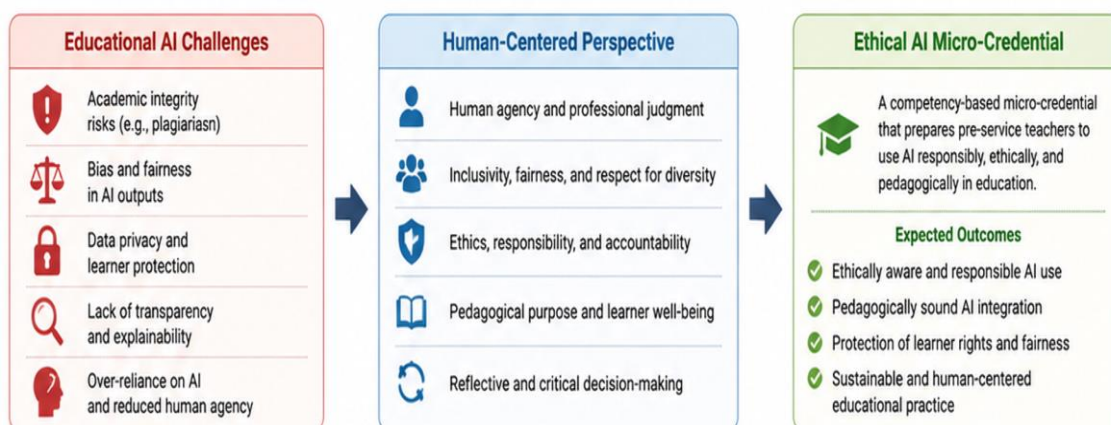 Educational AI Challenges
Academic integrity
risks (e.g., plagiariasn)
Bias and fairness
in AI outputs
Data privacy and
learner protection
Lack of transparency
and explainability
Over-reliance on AI
and reduced human agency
Human-Centered Perspective
Human agency and professional judgment
Inclusivity, fairness, and respect for diversity
Ethics, responsibility, and accountability
Pedagogical purpose and learner well-being
Reflective and critical decision-making
Ethical AI Micro-Credential
A competency-based micro-credential
that prepares pre-service teachers to
use AI responsibly, ethically, and
pedagogically in education.
Expected Outcomes
Ethically aware and responsible AI use
Pedagogically sound AI integration
Protection of learner rights and fairness
Sustainable and human-centered
educational practice